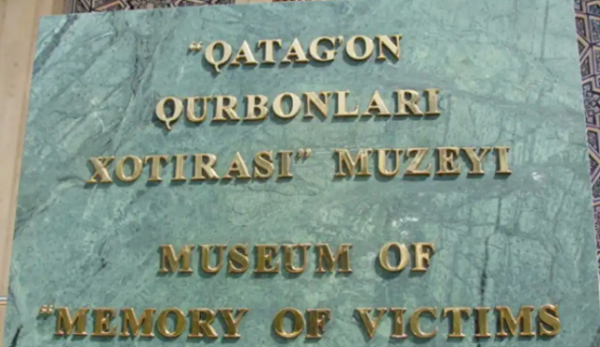 “QATAG‘ON
QURBONLARI
XOTIRASI” MUZEYI
MUSEUM OF
“MEMORY OF VICTIMS